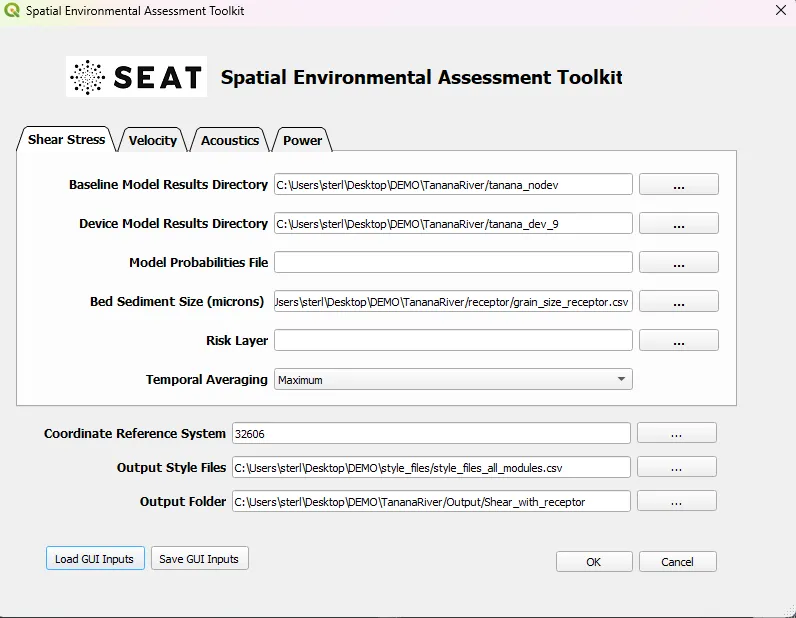 Spatial Environmental Assessment Toolkit
SEAT Spatial Environmental Assessment Toolkit
Shear Stress Velocity Acoustics Power
Baseline Model Results Directory C:\Users\sterl\Desktop\DEMO\TananaRiver/tanana_nodev ...
Device Model Results Directory C:\Users\sterl\Desktop\DEMO\TananaRiver/tanana_dev_9 ...
Model Probabilities File ...
Bed Sediment Size (microns) Jsers\sterl\Desktop\DEMO\TananaRiver/receptor/grain_size_receptor.csv ...
Risk Layer ...
Temporal Averaging Maximum
Coordinate Reference System 32606 ...
Output Style Files C:\Users\sterl\Desktop\DEMO\style_files/style_files_all_modules.csv ...
Output Folder C:\Users\sterl\Desktop\DEMO\TananaRiver/Output/Shear_with_receptor ...
Load GUI Inputs Save GUI Inputs OK Cancel